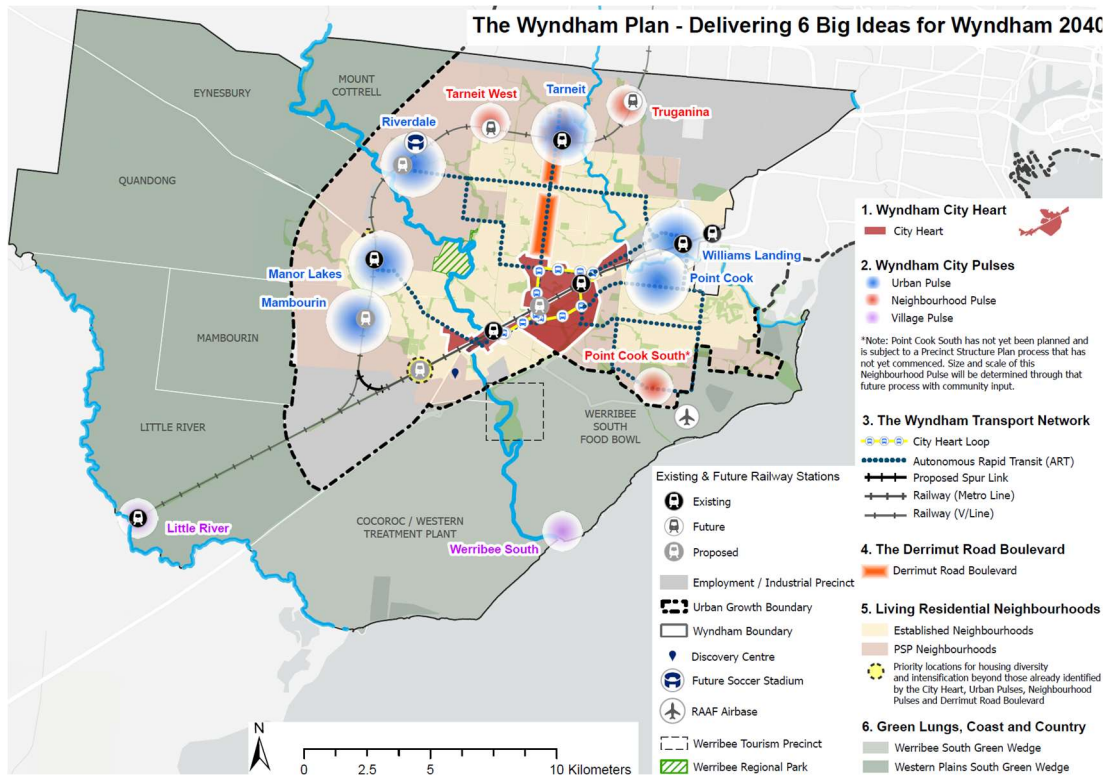 The Wyndham Plan - Delivering 6 Big Ideas for Wyndham 2040
MOUNT
COTTRELL
EYNESBURY
Tarneit West
Tarneit
Truganina
Riverdale
QUANDONG
Williams Landing
Manor Lakes
Point Cook
Mambourin
MAMBOURIN
Point Cook South*
LITTLE RIVER
WERRIBEE
SOUTH
FOOD BOWL
Little River
COCOROC / WESTERN
TREATMENT PLANT
Werribee South
1. Wyndham City Heart
City Heart
2. Wyndham City Pulses
Urban Pulse
Neighbourhood Pulse
Village Pulse
*Note: Point Cook South has not yet been planned and
is subject to a Precinct Structure Plan process that has
not yet commenced. Size and scale of this
Neighbourhood Pulse will be determined through that
future process with community input.
3. The Wyndham Transport Network
City Heart Loop
Autonomous Rapid Transit (ART)
Proposed Spur Link
Railway (Metro Line)
Railway (V/Line)
4. The Derrimut Road Boulevard
Derrimut Road Boulevard
5. Living Residential Neighbourhoods
Established Neighbourhoods
PSP Neighbourhoods
Priority locations for housing diversity
and intensification beyond those already identified
by the City Heart, Urban Pulses, Neighbourhood
Pulses and Derrimut Road Boulevard
6. Green Lungs, Coast and Country
Werribee South Green Wedge
Western Plains South Green Wedge
Existing & Future Railway Stations
Existing
Future
Proposed
Employment / Industrial Precinct
Urban Growth Boundary
Wyndham Boundary
Discovery Centre
Future Soccer Stadium
RAAF Airbase
Werribee Tourism Precinct
Werribee Regional Park
N
0 2.5 5 10 Kilometers